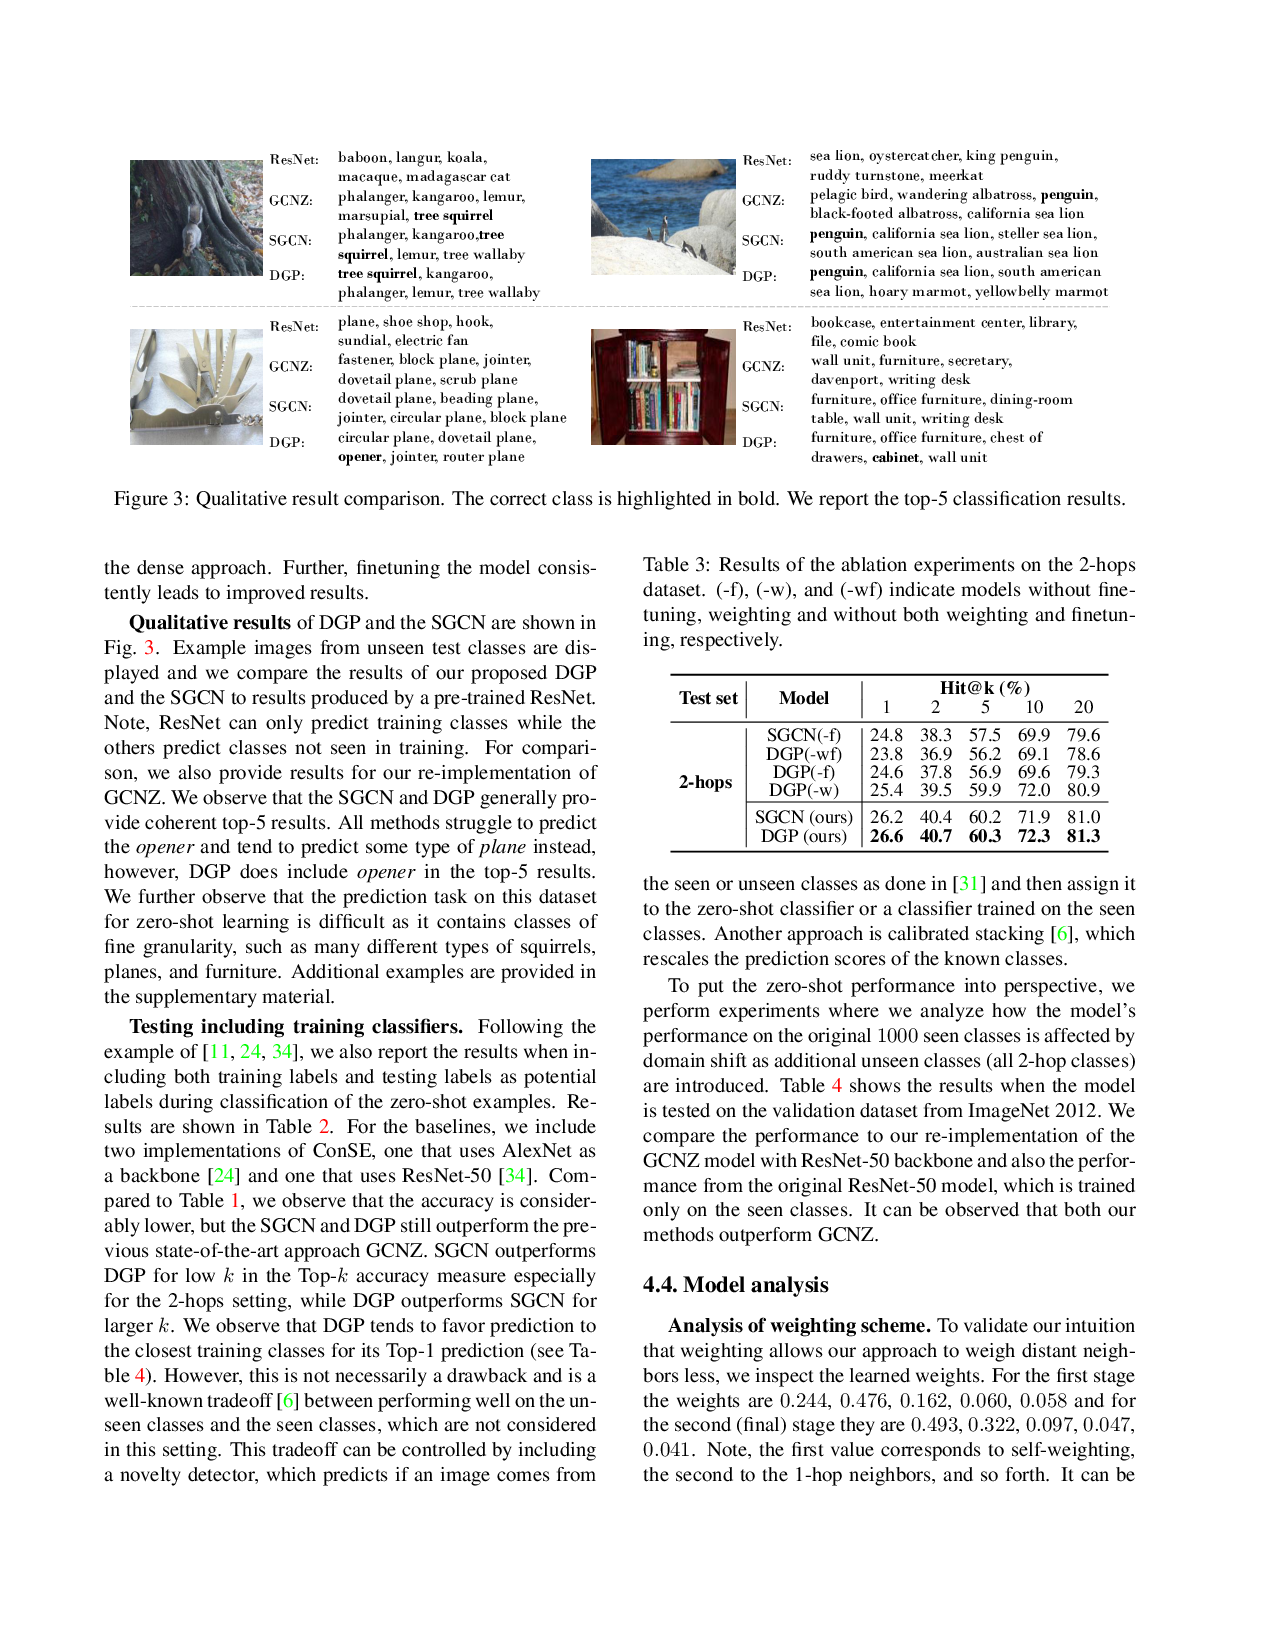 ResNet: baboon, langur, koala,
macaque, madagascar cat
GCNZ: phalanger, kangaroo, lemur,
marsupial, tree squirrel
SGCN: phalanger, kangaroo,tree
squirrel, lemur, tree wallaby
DGP: tree squirrel, kangaroo,
phalanger, lemur, tree wallaby
ResNet: sea lion, oystercatcher, king penguin,
ruddy turnstone, meerkat
GCNZ: pelagic bird, wandering albatross, penguin,
black-footed albatross, california sea lion
SGCN: penguin, california sea lion, steller sea lion,
south american sea lion, australian sea lion
DGP: penguin, california sea lion, south american
sea lion, hoary marmot, yellowbelly marmot
ResNet: plane, shoe shop, hook,
sundial, electric fan
GCNZ: fastener, block plane, jointer,
dovetail plane, scrub plane
SGCN: dovetail plane, beading plane,
jointer, circular plane, block plane
DGP: circular plane, dovetail plane,
opener, jointer, router plane
ResNet: bookcase, entertainment center, library,
file, comic book
GCNZ: wall unit, furniture, secretary,
davenport, writing desk
SGCN: furniture, office furniture, dining-room
table, wall unit, writing desk
DGP: furniture, office furniture, chest of
drawers, cabinet, wall unit
Figure 3: Qualitative result comparison. The correct class is highlighted in bold. We report the top-5 classification results.
the dense approach. Further, finetuning the model consis-
tently leads to improved results.
Qualitative results of DGP and the SGCN are shown in
Fig. 3. Example images from unseen test classes are dis-
played and we compare the results of our proposed DGP
and the SGCN to results produced by a pre-trained ResNet.
Note, ResNet can only predict training classes while the
others predict classes not seen in training. For compari-
son, we also provide results for our re-implementation of
GCNZ. We observe that the SGCN and DGP generally pro-
vide coherent top-5 results. All methods struggle to predict
the opener and tend to predict some type of plane instead,
however, DGP does include opener in the top-5 results.
We further observe that the prediction task on this dataset
for zero-shot learning is difficult as it contains classes of
fine granularity, such as many different types of squirrels,
planes, and furniture. Additional examples are provided in
the supplementary material.
Testing including training classifiers. Following the
example of [11, 24, 34], we also report the results when in-
cluding both training labels and testing labels as potential
labels during classification of the zero-shot examples. Re-
sults are shown in Table 2. For the baselines, we include
two implementations of ConSE, one that uses AlexNet as
a backbone [24] and one that uses ResNet-50 [34]. Com-
pared to Table 1, we observe that the accuracy is consider-
ably lower, but the SGCN and DGP still outperform the pre-
vious state-of-the-art approach GCNZ. SGCN outperforms
DGP for low k in the Top-k accuracy measure especially
for the 2-hops setting, while DGP outperforms SGCN for
larger k. We observe that DGP tends to favor prediction to
the closest training classes for its Top-1 prediction (see Ta-
ble 4). However, this is not necessarily a drawback and is a
well-known tradeoff [6] between performing well on the un-
seen classes and the seen classes, which are not considered
in this setting. This tradeoff can be controlled by including
a novelty detector, which predicts if an image comes from
Table 3: Results of the ablation experiments on the 2-hops
dataset. (-f), (-w), and (-wf) indicate models without fine-
tuning, weighting and without both weighting and finetun-
ing, respectively.
Test set Model Hit@k (%)
1 2 5 10 20
2-hops
SGCN(-f) 24.8 38.3 57.5 69.9 79.6
DGP(-wf) 23.8 36.9 56.2 69.1 78.6
DGP(-f) 24.6 37.8 56.9 69.6 79.3
DGP(-w) 25.4 39.5 59.9 72.0 80.9
SGCN (ours) 26.2 40.4 60.2 71.9 81.0
DGP (ours) 26.6 40.7 60.3 72.3 81.3
the seen or unseen classes as done in [31] and then assign it
to the zero-shot classifier or a classifier trained on the seen
classes. Another approach is calibrated stacking [6], which
rescales the prediction scores of the known classes.
To put the zero-shot performance into perspective, we
perform experiments where we analyze how the model's
performance on the original 1000 seen classes is affected by
domain shift as additional unseen classes (all 2-hop classes)
are introduced. Table 4 shows the results when the model
is tested on the validation dataset from ImageNet 2012. We
compare the performance to our re-implementation of the
GCNZ model with ResNet-50 backbone and also the perfor-
mance from the original ResNet-50 model, which is trained
only on the seen classes. It can be observed that both our
methods outperform GCNZ.
4.4. Model analysis
Analysis of weighting scheme. To validate our intuition
that weighting allows our approach to weigh distant neigh-
bors less, we inspect the learned weights. For the first stage
the weights are 0.244, 0.476, 0.162, 0.060, 0.058 and for
the second (final) stage they are 0.493, 0.322, 0.097, 0.047,
0.041. Note, the first value corresponds to self-weighting,
the second to the 1-hop neighbors, and so forth. It can be